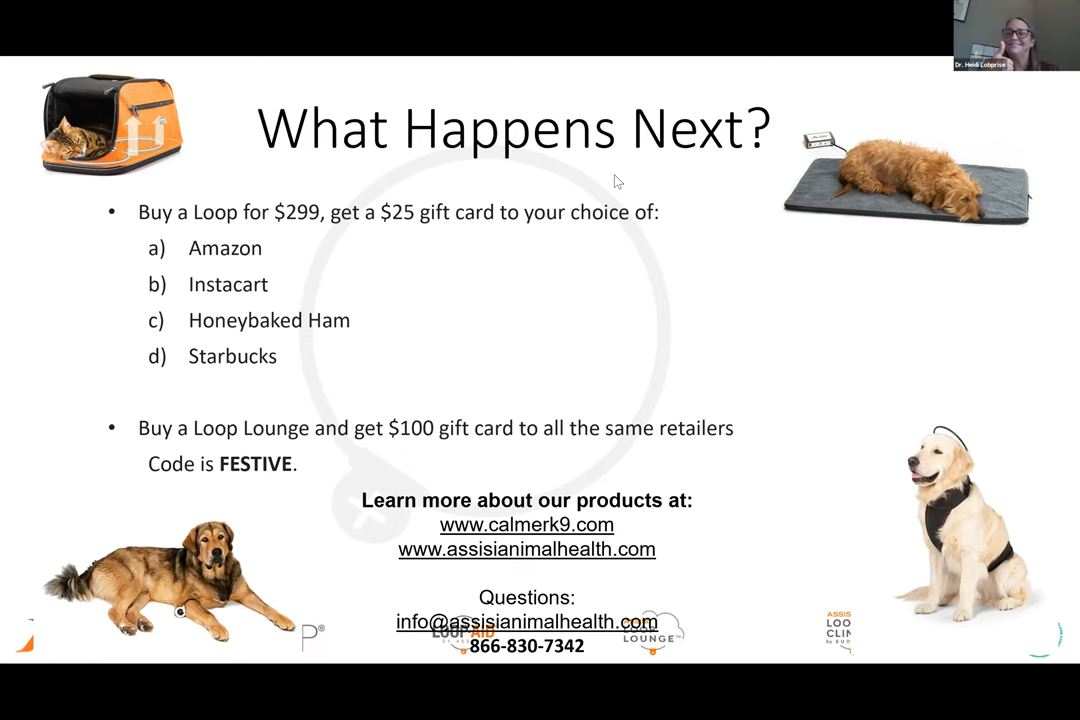 Dr. Heidi Lobprise
What Happens Next?
• Buy a Loop for $299, get a $25 gift card to your choice of:
a) Amazon
b) Instacart
c) Honeybaked Ham
d) Starbucks
• Buy a Loop Lounge and get $100 gift card to all the same retailers
Code is FESTIVE.
Learn more about our products at:
www.calmerk9.com
www.assisianimalhealth.com
Questions:
info@assisianimalhealth.com
866-830-7342
P®
LOOP AID
LOUNGE™
ASSIS
LOO
CLIN